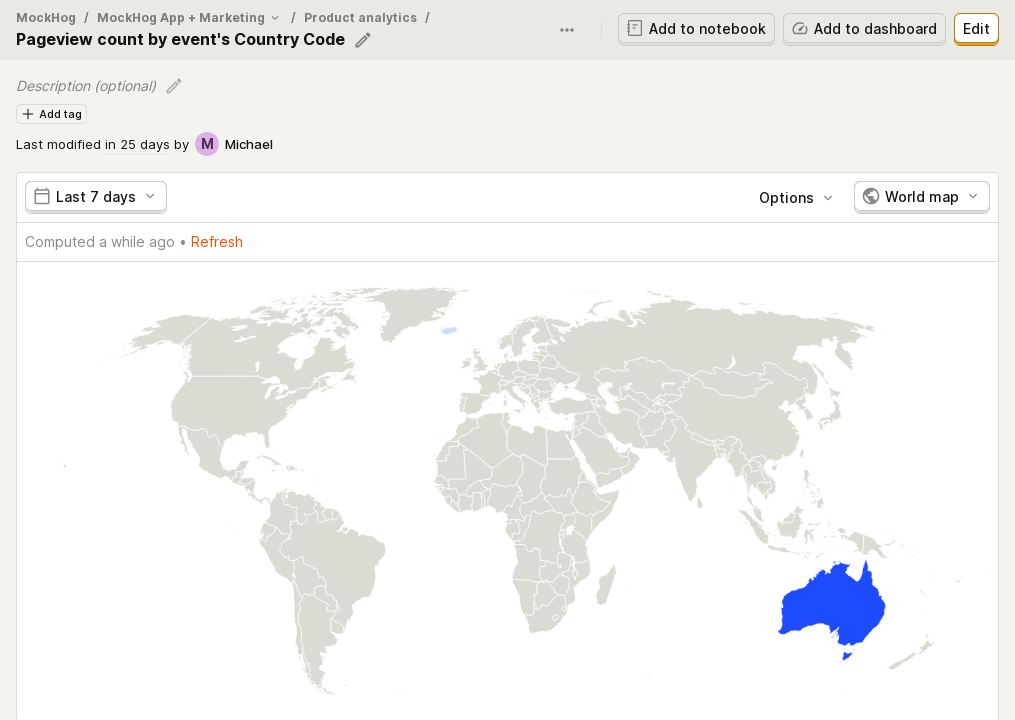 MockHog / MockHog App + Marketing / Product analytics /
Pageview count by event's Country Code
Add to notebook
Add to dashboard
Edit
Description (optional)
Add tag
Last modified in 25 days by M Michael
Last 7 days
Options
World map
Computed a while ago • Refresh